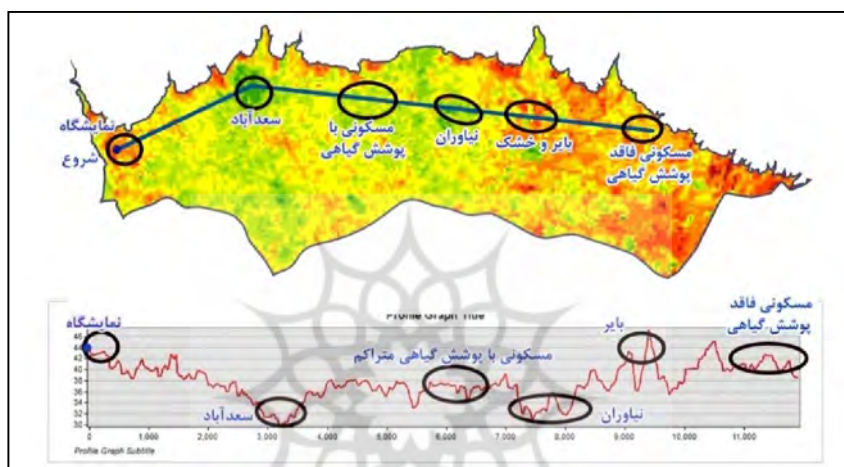 نمایشگاه
شروع
سعدآباد
مسکونی با
پوشش گیاهی
نیاوران
بایر و خشک
مسکونی فاقد
پوشش گیاهی
مسکونی فاقد
پوشش گیاهی
بایر
نمایشگاه
Profile Graph Title
مسکونی با پوشش گیاهی متراکم
سعدآباد
نیاوران
46
44
42
40
38
36
34
32
30
0 1,000 2,000 3,000 4,000 5,000 6,000 7,000 8,000 9,000 10,000 11,000
Profile Graph Subtitle